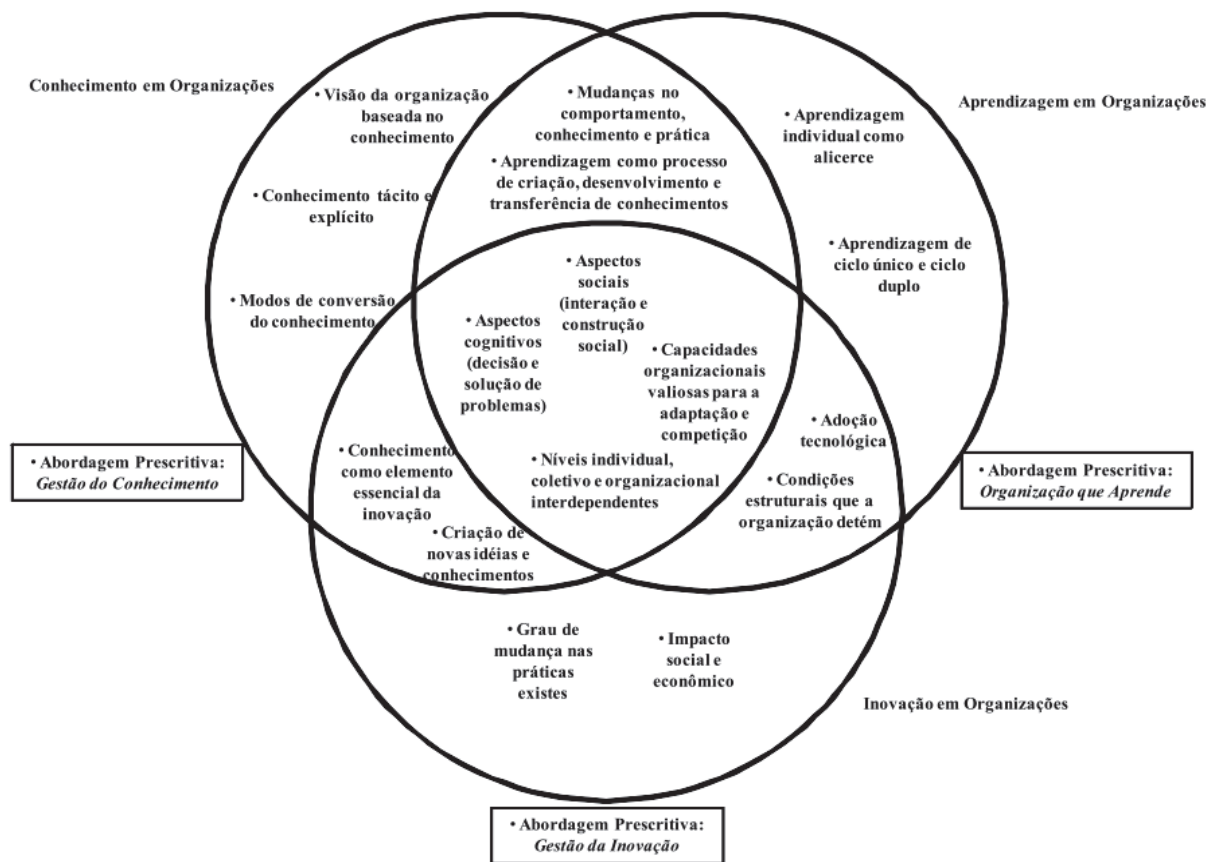 Conhecimento em Organizações
• Visão da organização
baseada no
conhecimento
• Conhecimento tácito e
explícito
• Modos de conversão
do conhecimento
• Mudanças no
comportamento,
conhecimento e prática
• Aprendizagem como processo
de criação, desenvolvimento e
transferência de conhecimentos
Aprendizagem em Organizações
• Aprendizagem
individual como
alicerce
• Aprendizagem de
ciclo único e ciclo
duplo
• Aspectos
sociais
(interação e
construção
social)
• Aspectos
cognitivos
(decisão e
solução de
problemas)
• Capacidades
organizacionais
valiosas para a
adaptação e
competição
• Níveis individual,
coletivo e organizacional
interdependentes
• Conhecimento
como elemento
essencial da
inovação
• Criação de
novas idéias e
conhecimentos
• Adoção
tecnológica
• Condições
estruturais que a
organização detém
• Abordagem Prescritiva:
Gestão do Conhecimento
• Abordagem Prescritiva:
Organização que Aprende
• Grau de
mudança nas
práticas
existes
• Impacto
social e
econômico
Inovação em Organizações
• Abordagem Prescritiva:
Gestão da Inovação